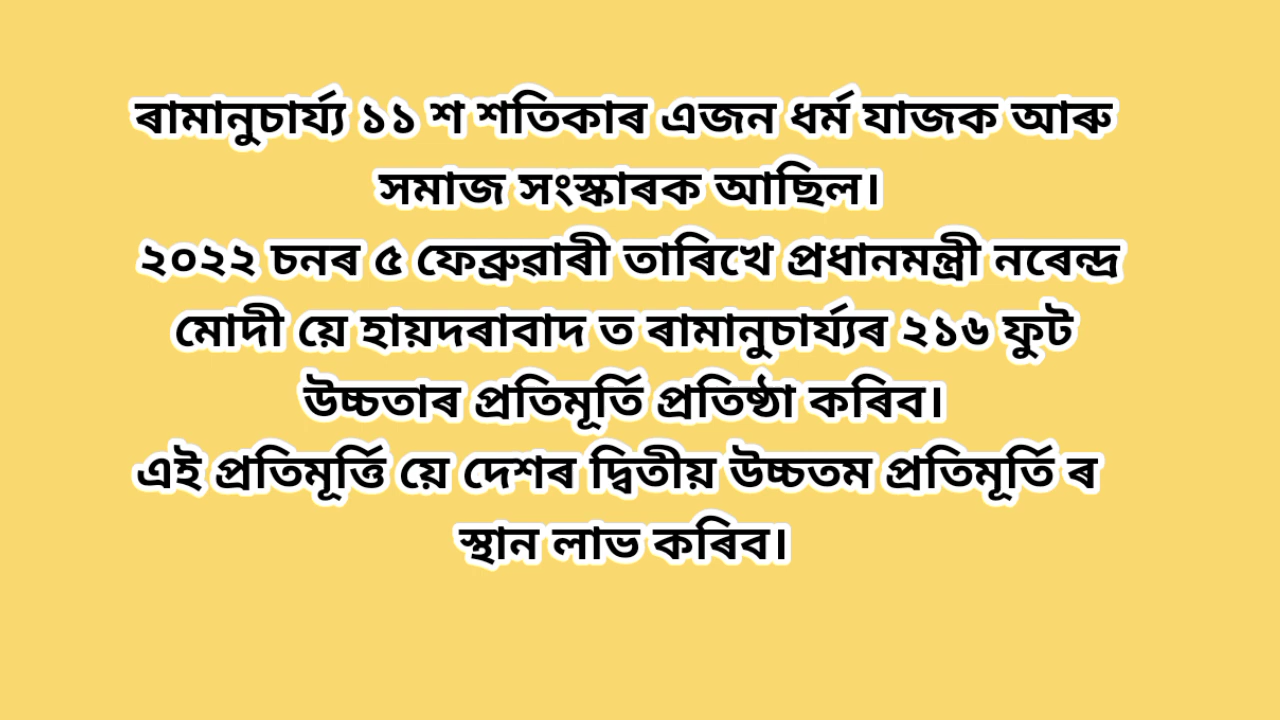 ৰামানুচাৰ্য্য ১১ শ শতিকাৰ এজন ধৰ্ম যাজক আৰু
সমাজ সংস্কাৰক আছিল।
২০২২ চনৰ ৫ ফেব্ৰুৱাৰী তাৰিখে প্ৰধানমন্ত্ৰী নৰেন্দ্ৰ
মোদী য়ে হায়দৰাবাদ ত ৰামানুচাৰ্য্যৰ ২১৬ ফুট
উচ্চতাৰ প্ৰতিমূৰ্তি প্ৰতিষ্ঠা কৰিব।
এই প্ৰতিমূৰ্ত্তি য়ে দেশৰ দ্বিতীয় উচ্চতম প্ৰতিমূৰ্তি ৰ
স্থান লাভ কৰিব।